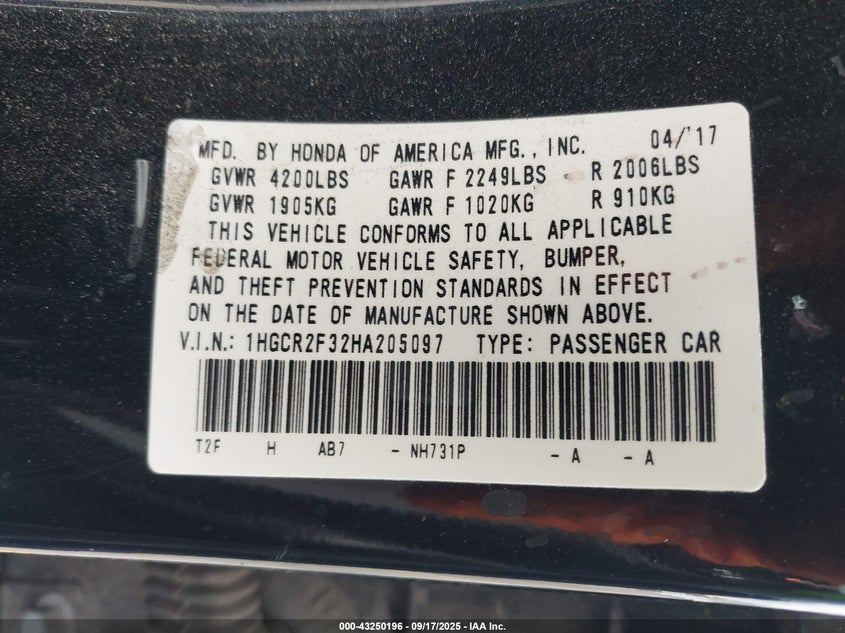 MFD. BY HONDA OF AMERICA MFG., INC. 04/'17
GVWR 4200LBS GAWR F 2249LBS R 2006LBS
GVWR 1905KG GAWR F 1020KG R 910KG
THIS VEHICLE CONFORMS TO ALL APPLICABLE
FEDERAL MOTOR VEHICLE SAFETY, BUMPER,
AND THEFT PREVENTION STANDARDS IN EFFECT
ON THE DATE OF MANUFACTURE SHOWN ABOVE.
V.I.N.: 1HGCR2F32HA205097 TYPE: PASSENGER CAR
T2F H AB7 - NH731P - A - A
000-43250196 - 09/17/2025 - IAA Inc.